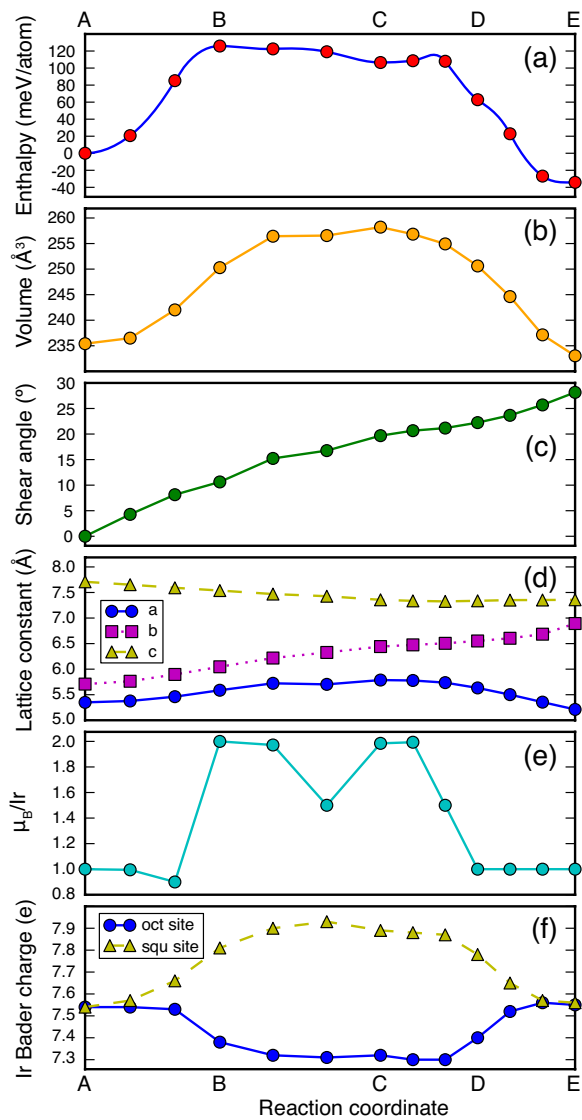 A B C D E
(a)
Enthalpy (meV/atom)
120
100
80
60
40
20
0
-20
-40
(b)
Volume (Å³)
260
255
250
245
240
235
(c)
Shear angle (º)
30
25
20
15
10
5
0
(d)
Lattice constant (Å)
8.0
7.5
7.0
6.5
6.0
5.5
5.0
a
b
c
(e)
μB/Ir
2.0
1.8
1.6
1.4
1.2
1.0
0.8
(f)
Ir Bader charge (e)
7.9
7.8
7.7
7.6
7.5
7.4
7.3
oct site
squ site
A B C D E
Reaction coordinate